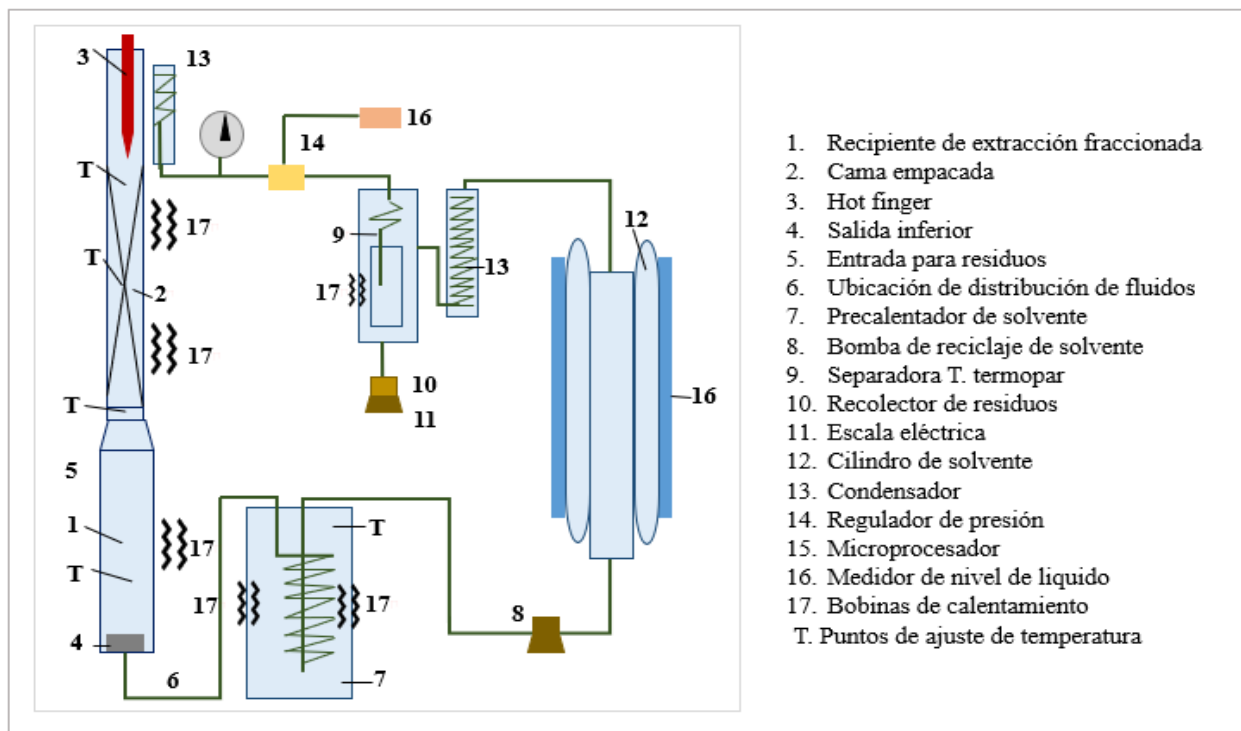 3
13
16
14
T
17
9
12
T
13
2
17
17
16
10
T
11
5
1
T
17
T
17
17
8
4
6
7
1. Recipiente de extracción fraccionada
2. Cama empacada
3. Hot finger
4. Salida inferior
5. Entrada para residuos
6. Ubicación de distribución de fluidos
7. Precalentador de solvente
8. Bomba de reciclaje de solvente
9. Separadora T. termopar
10. Recolector de residuos
11. Escala eléctrica
12. Cilindro de solvente
13. Condensador
14. Regulador de presión
15. Microprocesador
16. Medidor de nivel de liquido
17. Bobinas de calentamiento
T. Puntos de ajuste de temperatura